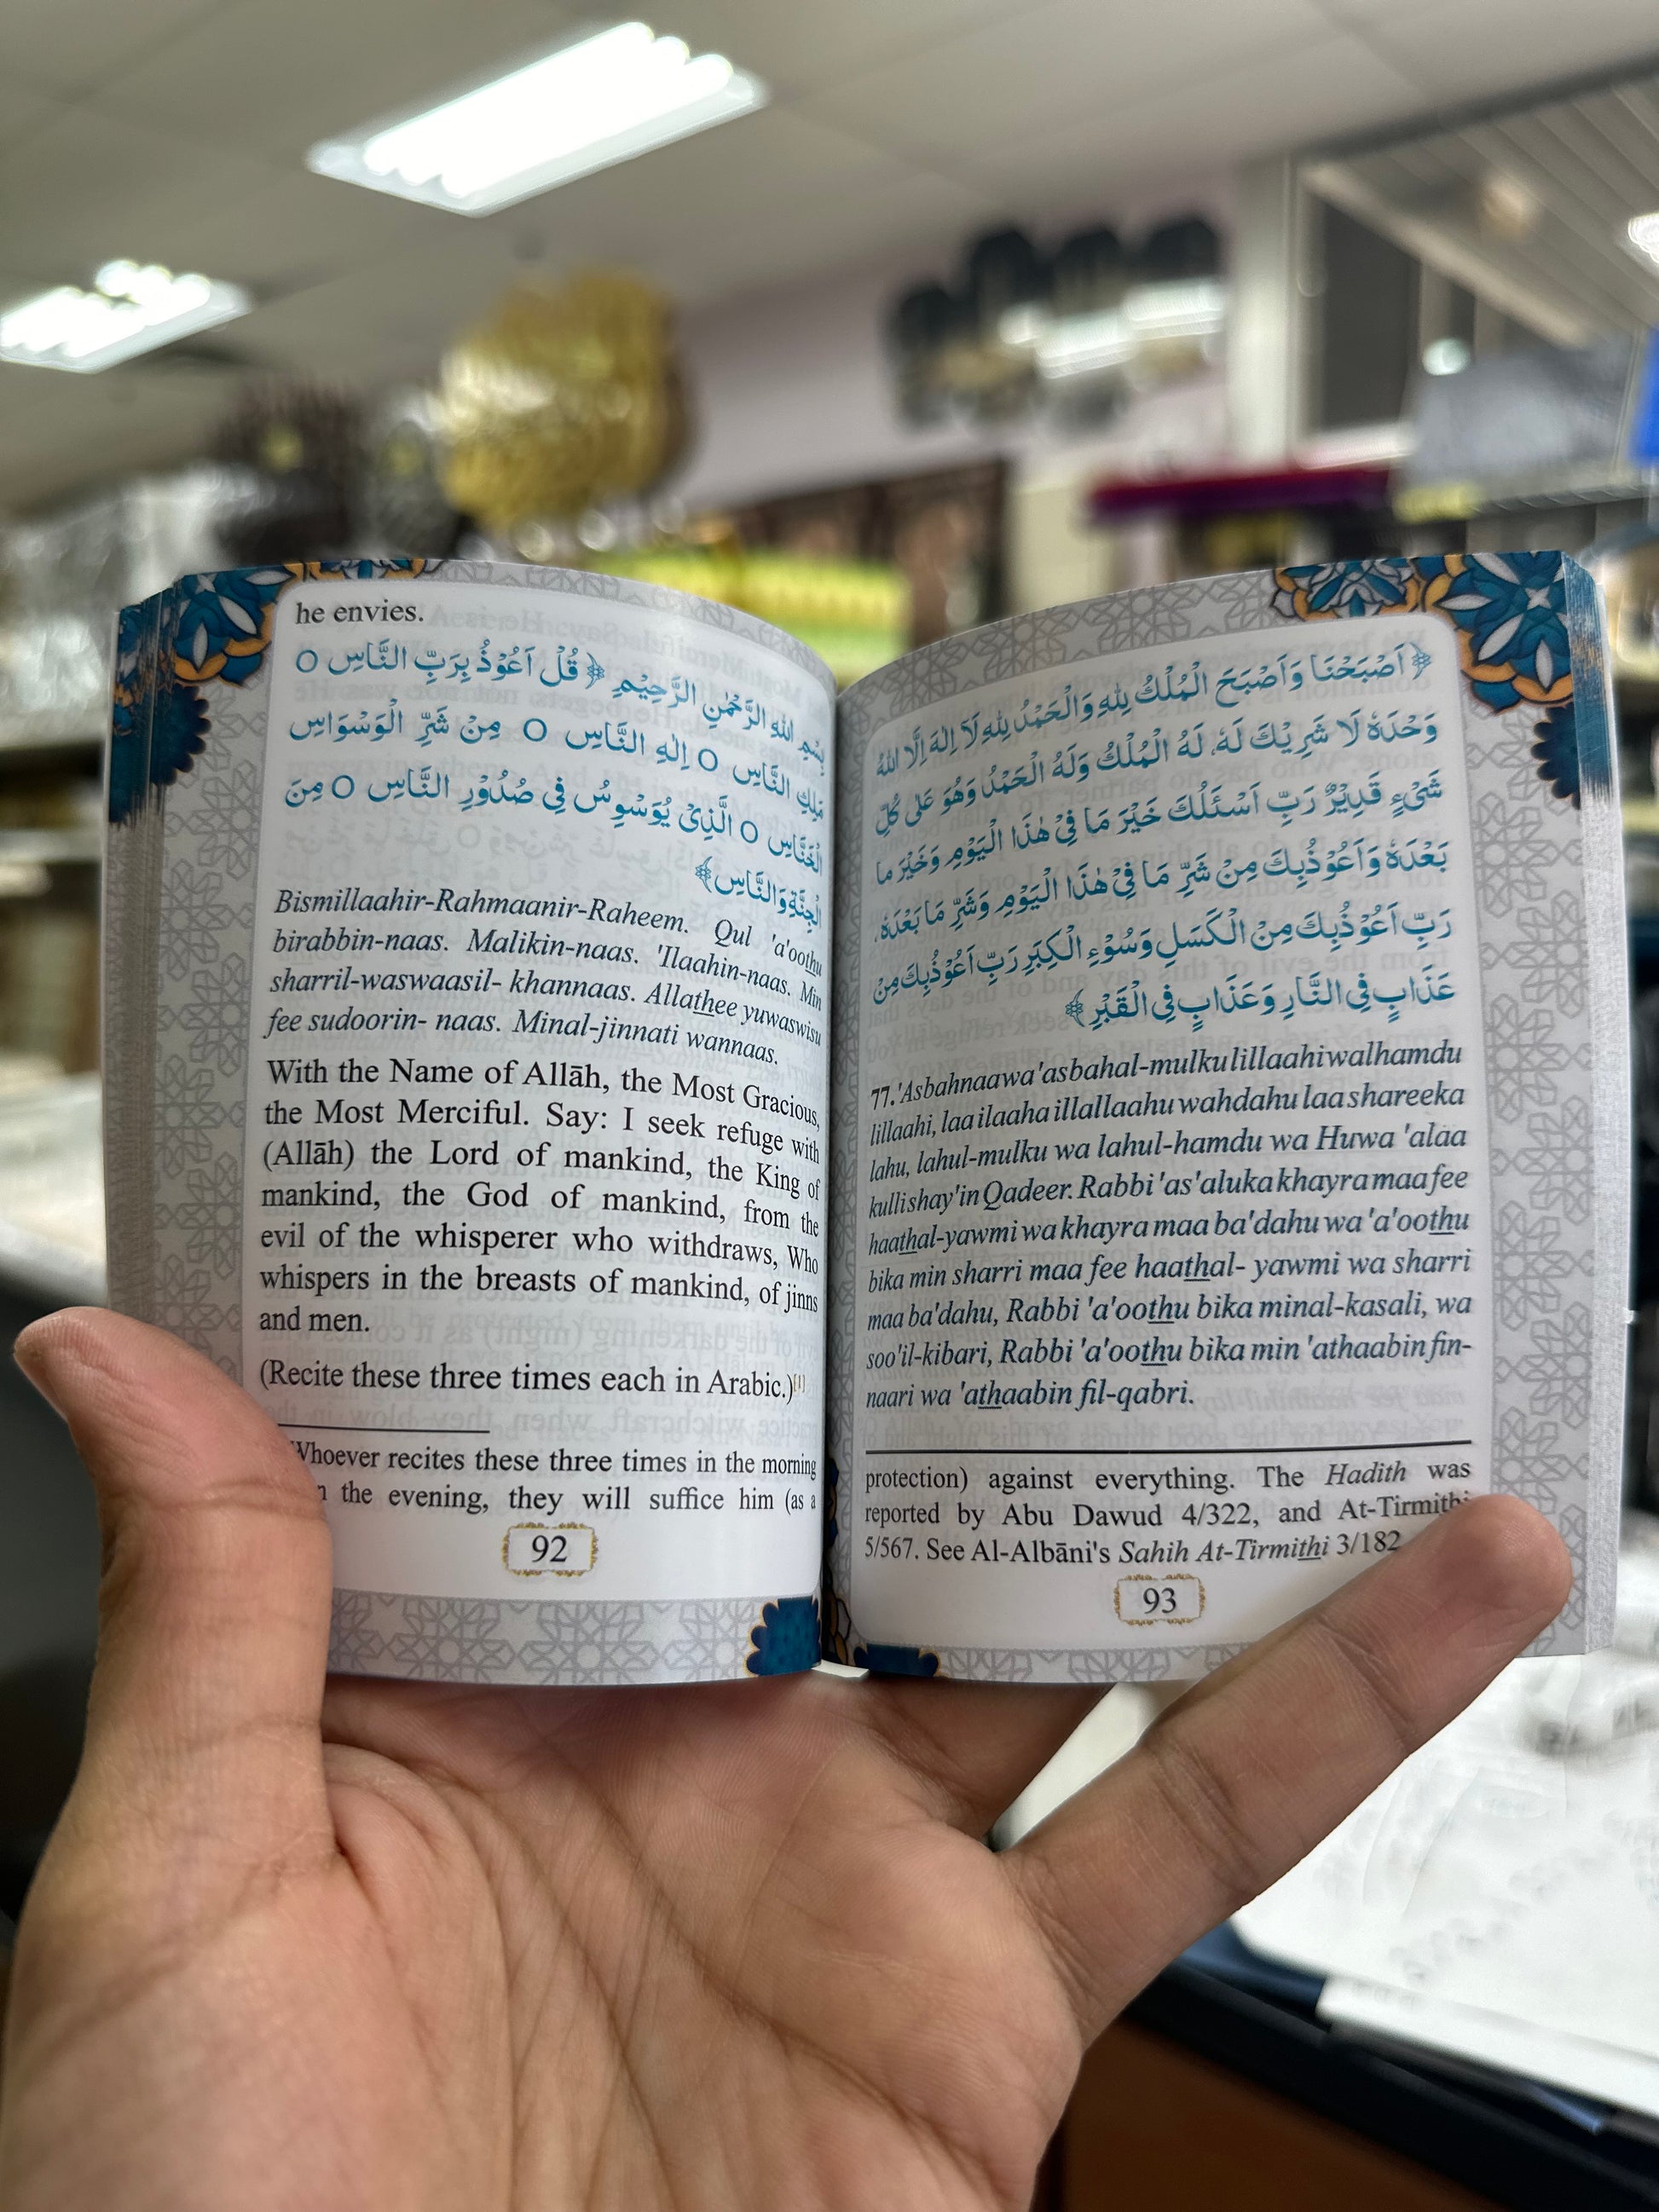 he envies.
بِسْمِ اللهِ الرَّحْمٰنِ الرَّحِيْمِ ﴿قُلْ اَعُوْذُ بِرَبِّ النَّاسِ O
مَلِكِ النَّاسِ O اِلٰهِ النَّاسِ O مِنْ شَرِّ الْوَسْوَاسِ
الْخَنَّاسِ O الَّذِىْ يُوَسْوِسُ فِى صُدُوْرِ النَّاسِ O مِنَ
الْجِنَّةِ وَالنَّاسِ﴾
Bismillaahir-Rahmaanir-Raheem. Qul 'a'oothu
birabbin-naas. Malikin-naas. 'Ilaahin-naas. Min
sharril-waswaasil- khannaas. Allathee yuwaswisu
fee sudoorin- naas. Minal-jinnati wannaas.
With the Name of Allāh, the Most Gracious,
the Most Merciful. Say: I seek refuge with
(Allāh) the Lord of mankind, the King of
mankind, the God of mankind, from the
evil of the whisperer who withdraws, Who
whispers in the breasts of mankind, of jinns
and men.
(Recite these three times each in Arabic.)[1]
Whoever recites these three times in the morning
the evening, they will suffice him (as a
92
﴿اَصْبَحْنَا وَاَصْبَحَ الْمُلْكُ لِلّٰهِ وَالْحَمْدُ لِلّٰهِ لَا اِلٰهَ اِلَّا اللهُ
وَحْدَهٗ لَا شَرِيْكَ لَهٗ، لَهُ الْمُلْكُ وَلَهُ الْحَمْدُ وَهُوَ عَلٰى كُلِّ
شَىْءٍ قَدِيْرٌ رَبِّ اَسْئَلُكَ خَيْرَ مَا فِىْ هٰذَا الْيَوْمِ وَخَيْرَ مَا
بَعْدَهٗ وَاَعُوْذُبِكَ مِنْ شَرِّ مَا فِىْ هٰذَا الْيَوْمِ وَشَرِّ مَا بَعْدَهٗ،
رَبِّ اَعُوْذُبِكَ مِنْ الْكَسَلِ وَسُوْءِ الْكِبَرِ رَبِّ اَعُوْذُبِكَ مِنْ
عَذَابٍ فِى النَّارِ وَعَذَابٍ فِى الْقَبْرِ﴾
77.'Asbahnaa wa 'asbahal-mulku lillaahi walhamdu
lillaahi, laa ilaaha illallaahu wahdahu laa shareeka
lahu, lahul-mulku wa lahul-hamdu wa Huwa 'alaa
kulli shay'in Qadeer. Rabbi 'as'aluka khayra maa fee
haathal-yawmi wa khayra maa ba'dahu wa 'a'oothu
bika min sharri maa fee haathal- yawmi wa sharri
maa ba'dahu, Rabbi 'a'oothu bika minal-kasali, wa
soo'il-kibari, Rabbi 'a'oothu bika min 'athaabin fin-
naari wa 'athaabin fil-qabri.
protection) against everything. The Hadith was
reported by Abu Dawud 4/322, and At-Tirmithi
5/567. See Al-Albāni's Sahih At-Tirmithi 3/182
93